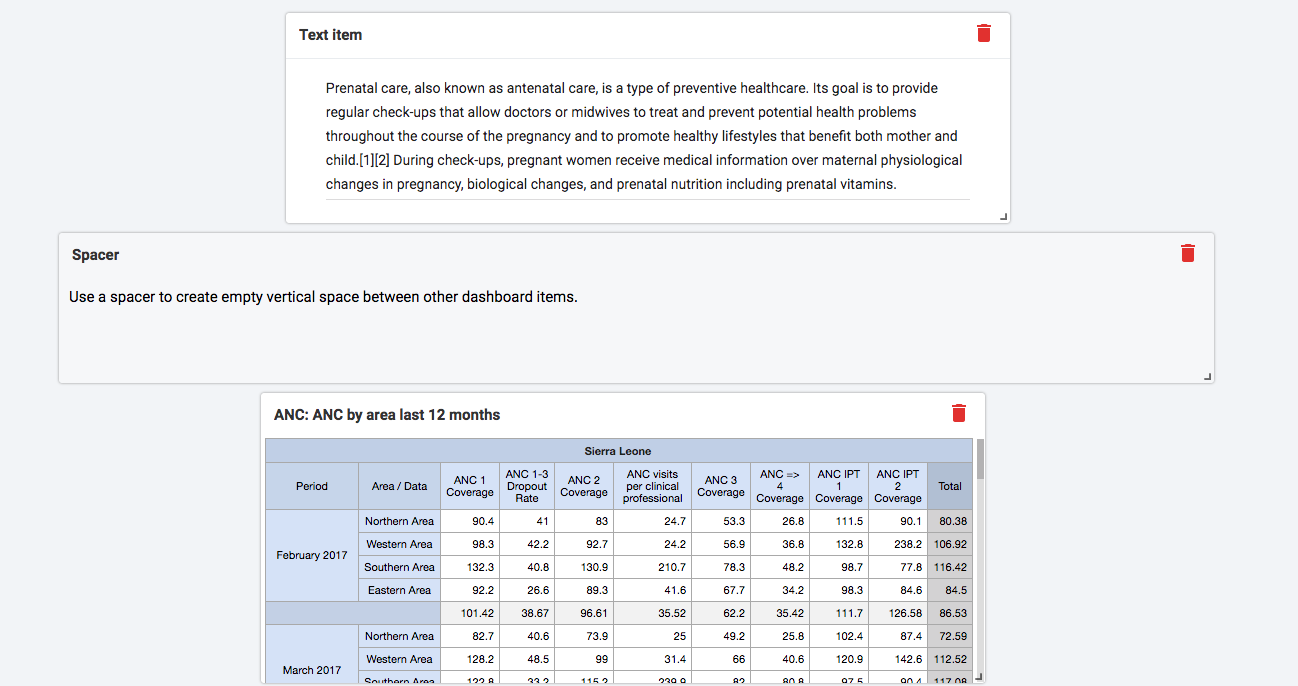 Text item
Prenatal care, also known as antenatal care, is a type of preventive healthcare. Its goal is to provide
regular check-ups that allow doctors or midwives to treat and prevent potential health problems
throughout the course of the pregnancy and to promote healthy lifestyles that benefit both mother and
child.[1][2] During check-ups, pregnant women receive medical information over maternal physiological
changes in pregnancy, biological changes, and prenatal nutrition including prenatal vitamins.
Spacer
Use a spacer to create empty vertical space between other dashboard items.
ANC: ANC by area last 12 months
Sierra Leone
Period Area / Data ANC 1 Coverage ANC 1-3 Dropout Rate ANC 2 Coverage ANC visits per clinical professional ANC 3 Coverage ANC => 4 Coverage ANC IPT 1 Coverage ANC IPT 2 Coverage Total
February 2017 Northern Area 90.4 41 83 24.7 53.3 26.8 111.5 90.1 80.38
Western Area 98.3 42.2 92.7 24.2 56.9 36.8 132.8 238.2 106.92
Southern Area 132.3 40.8 130.9 210.7 78.3 48.2 98.7 77.8 116.42
Eastern Area 92.2 26.6 89.3 41.6 67.7 34.2 98.3 84.6 84.5
101.42 38.67 96.61 35.52 62.2 35.42 111.7 126.58 86.53
March 2017 Northern Area 82.7 40.6 73.9 25 49.2 25.8 102.4 87.4 72.59
Western Area 128.2 48.5 99 31.4 66 40.6 120.9 142.6 112.52
Southern Area 33.2 115.2 82 97.5 90.4 117.08